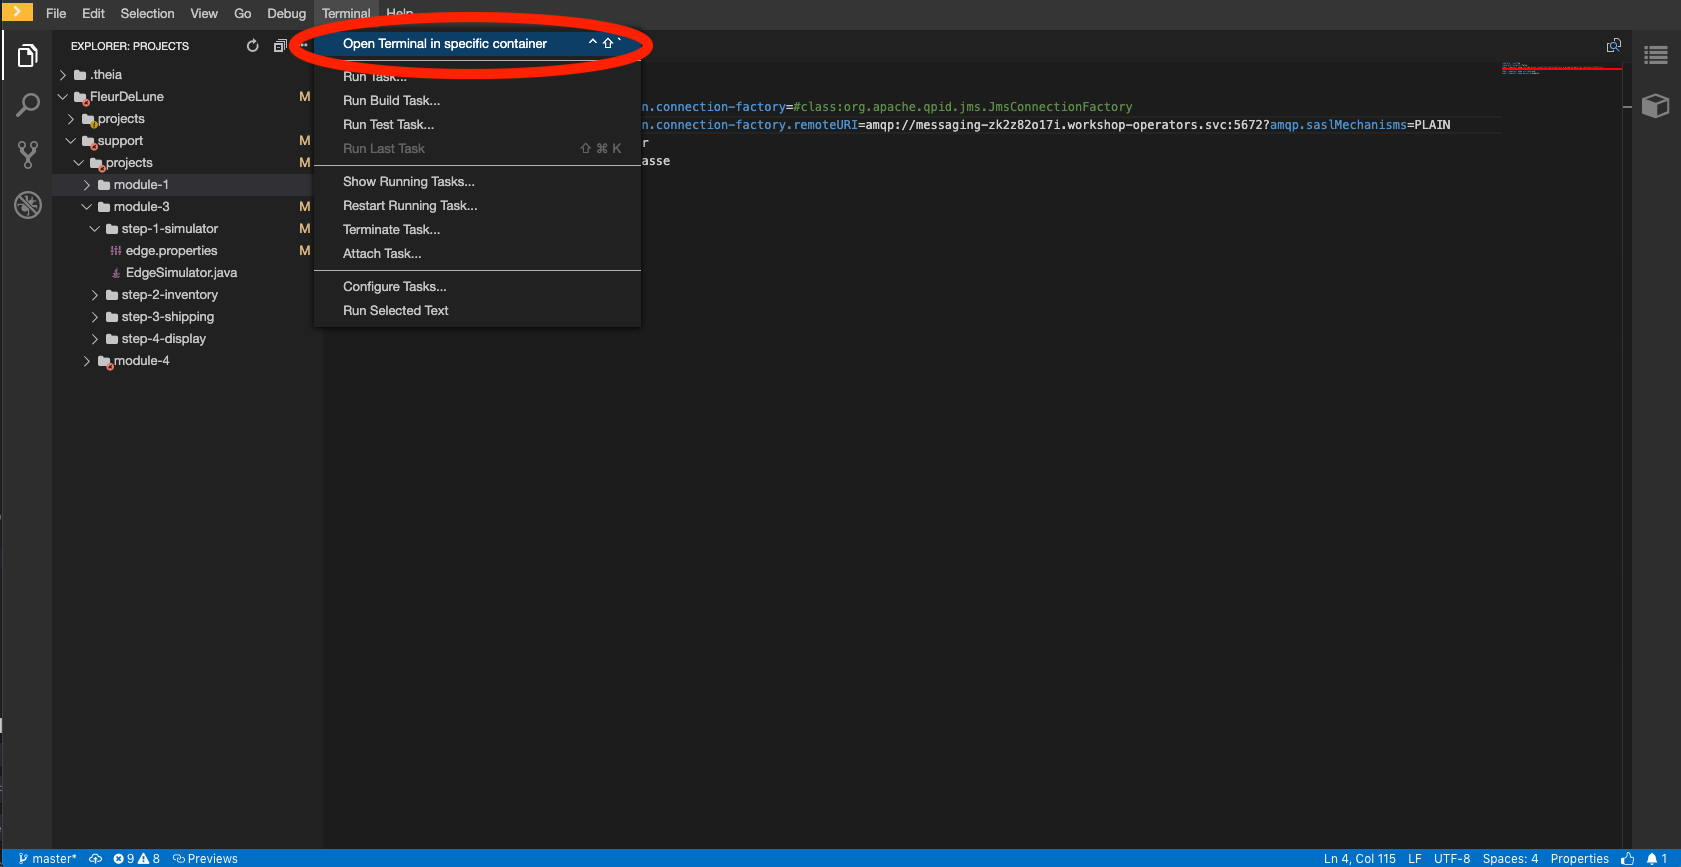 File Edit Selection View Go Debug Terminal Help
EXPLORER: PROJECTS
Open Terminal in specific container ^ ⇧ `
.theia
Run Task...
FleurDeLune M
Run Build Task...
n.connection-factory=#class:org.apache.qpid.jms.JmsConnectionFactory
projects
Run Test Task...
n.connection-factory.remoteURI=amqp://messaging-zk2z82o17i.workshop-operators.svc:5672?amqp.saslMechanisms=PLAIN
support M
Run Last Task ⇧ ⌘ K
r
projects M
asse
module-1
Show Running Tasks...
module-3 M
Restart Running Task...
step-1-simulator M
Terminate Task...
edge.properties M
Attach Task...
EdgeSimulator.java
step-2-inventory
Configure Tasks...
step-3-shipping
Run Selected Text
step-4-display
module-4
master* 9 8 Previews Ln 4, Col 115 LF UTF-8 Spaces: 4 Properties 1